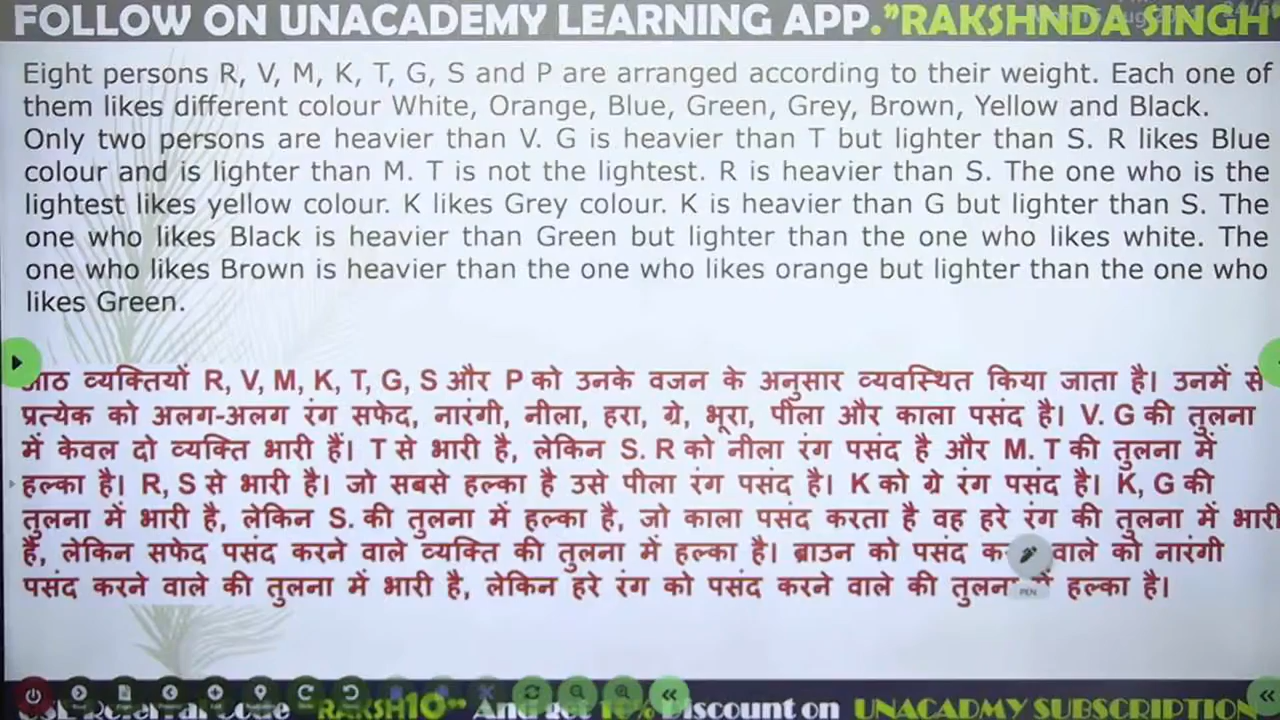 FOLLOW ON UNACADEMY LEARNING APP."RAKSHNDA SINGH
Eight persons R, V, M, K, T, G, S and P are arranged according to their weight. Each one of
them likes different colour White, Orange, Blue, Green, Grey, Brown, Yellow and Black.
Only two persons are heavier than V. G is heavier than T but lighter than S. R likes Blue
colour and is lighter than M. T is not the lightest. R is heavier than S. The one who is the
lightest likes yellow colour. K likes Grey colour. K is heavier than G but lighter than S. The
one who likes Black is heavier than Green but lighter than the one who likes white. The
one who likes Brown is heavier than the one who likes orange but lighter than the one who
likes Green.
व्यक्तियों R, V, M, K, T, G, S और P को उनके वजन के अनुसार व्यवस्थित किया जाता है। उनमें से
प्रत्येक को अलग-अलग रंग सफेद, नारंगी, नीला, हरा, ग्रे, भूरा, पीला और काला पसंद है। V. G की तुलना
में केवल दो व्यक्ति भारी हैं। T से भारी है, लेकिन S. R को नीला रंग पसंद है और M. T की तुलना में
हल्का है। R, S से भारी है। जो सबसे हल्का है उसे पीला रंग पसंद है। K को ग्रे रंग पसंद है। K, G की
तुलना में भारी है, लेकिन S. की तुलना में हल्का है, जो काला पसंद करता है वह हरे रंग की तुलना में भारी
है, लेकिन सफेद पसंद करने वाले व्यक्ति की तुलना में हल्का है। ब्राउन को पसंद वाले को नारंगी
पसंद करने वाले की तुलना में भारी है, लेकिन हरे रंग को पसंद करने वाले की हल्का है।
PEN
"RAKSH10" And get 10% Discount on UNACADMY SUBSCRIPTION